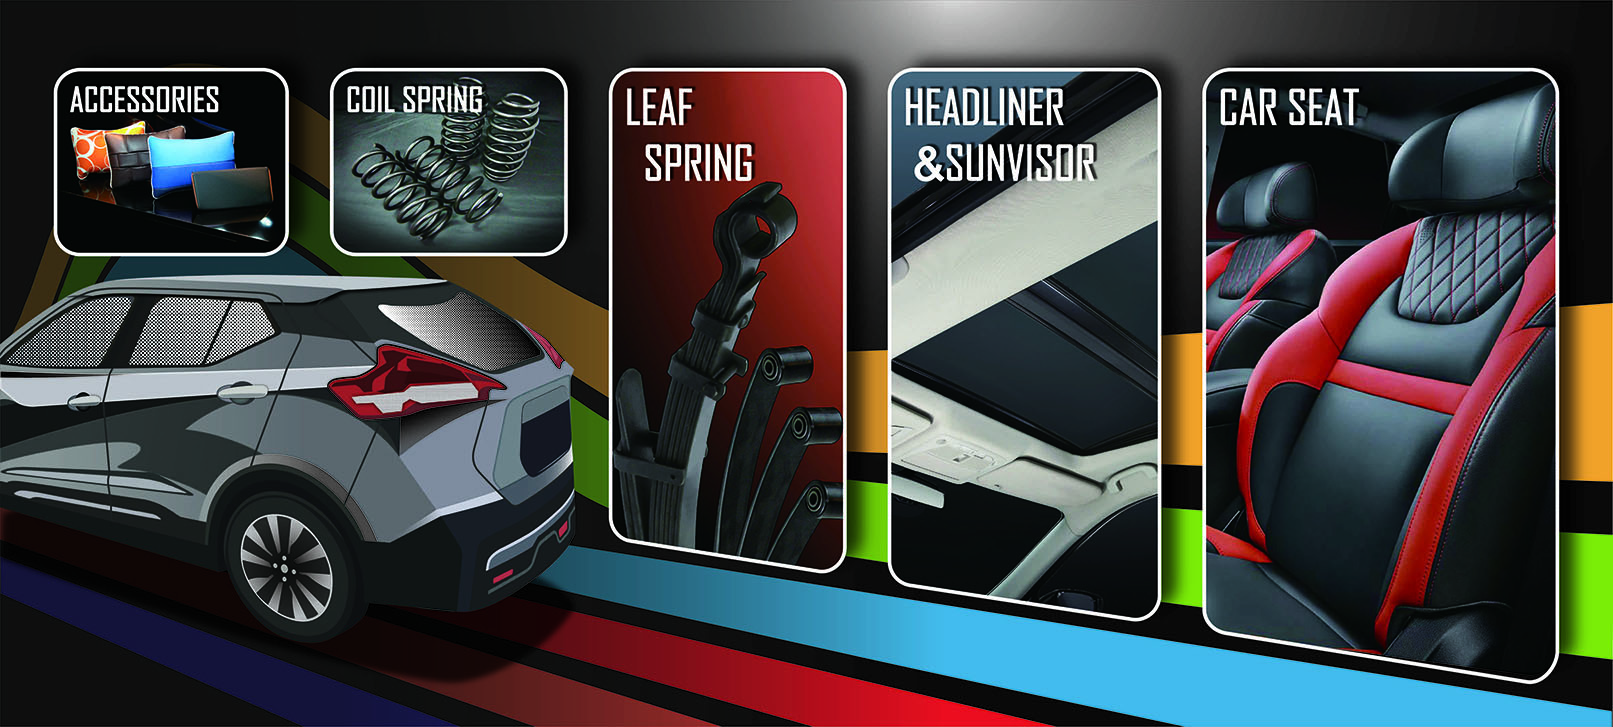 ACCESSORIES
COIL SPRING
LEAF
SPRING
HEADLINER
&SUNVISOR
CAR SEAT